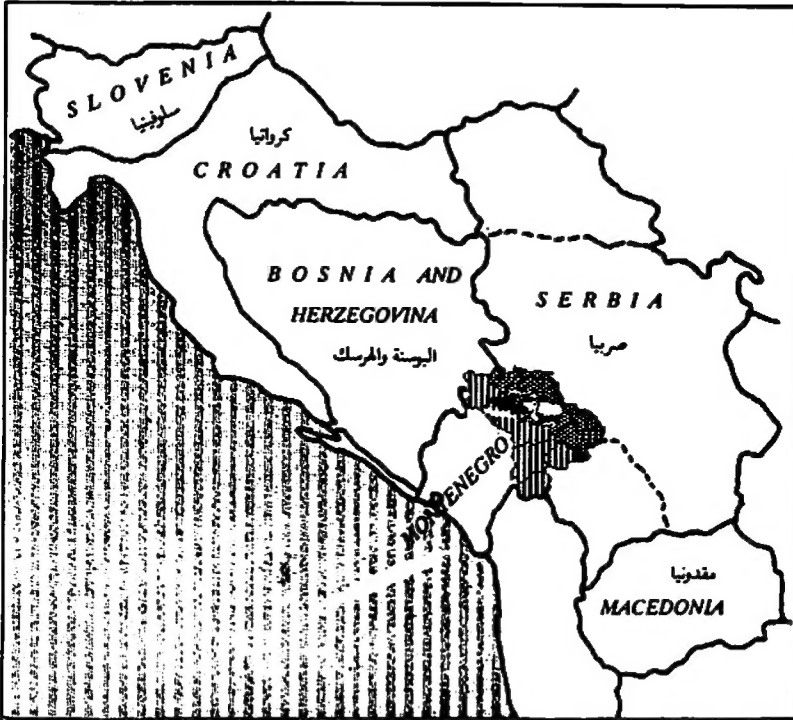 SLOVENIA
سلوفينيا
كرواتيا
CROATIA
BOSNIA AND
HERZEGOVINA
البوسنة والهرسك
SERBIA
صربيا
MONTENEGRO
مقدونيا
MACEDONIA